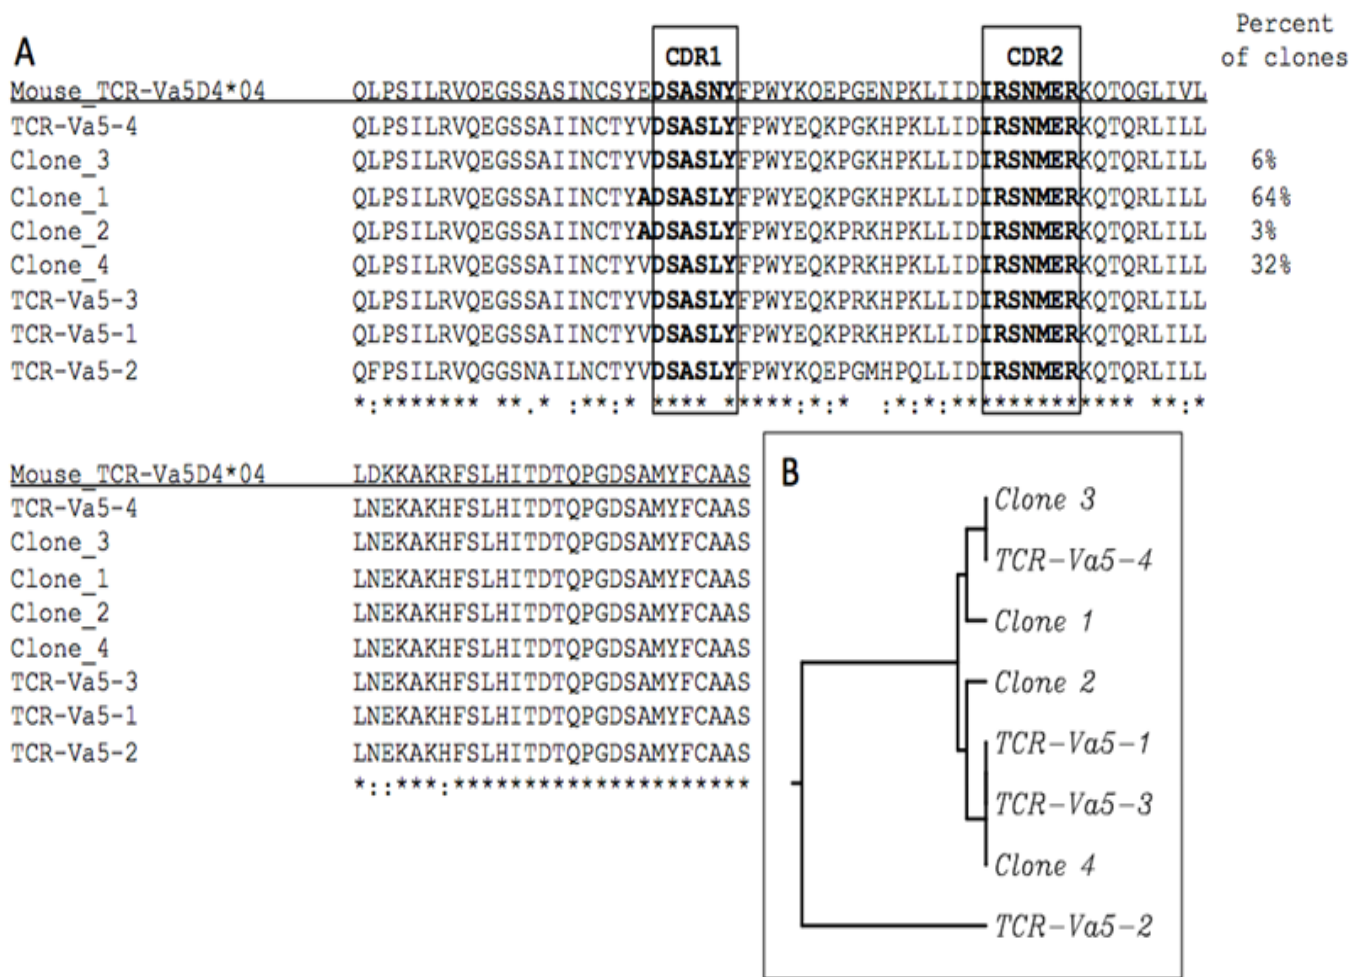 Percent
A CDR1 CDR2 of clones
Mouse_TCR-Va5D4*04 QLPSILRVQEGSSASINCSYEDSASNYFPWYKQEPGENPKLIIDIRSNMERKQTQGLIVL
TCR-Va5-4 QLPSILRVQEGSSAIINCTYVDSASLYFPWYEQKPGKHPKLLIDIRSNMERKQTQRLILL
Clone_3 QLPSILRVQEGSSAIINCTYVDSASLYFPWYEQKPGKHPKLLIDIRSNMERKQTQRLILL 6%
Clone_1 QLPSILRVQEGSSAIINCTYADSASLYFPWYEQKPGKHPKLLIDIRSNMERKQTQRLILL 64%
Clone_2 QLPSILRVQEGSSAIINCTYADSASLYFPWYEQKPRKHPKLLIDIRSNMERKQTQRLILL 3%
Clone_4 QLPSILRVQEGSSAIINCTYVDSASLYFPWYEQKPRKHPKLLIDIRSNMERKQTQRLILL 32%
TCR-Va5-3 QLPSILRVQEGSSAIINCTYVDSASLYFPWYEQKPRKHPKLLIDIRSNMERKQTQRLILL
TCR-Va5-1 QLPSILRVQEGSSAIINCTYVDSASLYFPWYEQKPRKHPKLLIDIRSNMERKQTQRLILL
TCR-Va5-2 QFPSILRVQGGSNAILNCTYVDSASLYFPWYKQEPGMHPQLLIDIRSNMERKQTQRLILL
*:******* **.* :**:* **** *****:*:*  :*:*:************* **:*
Mouse_TCR-Va5D4*04 LDKKAKRFSLHITDTQPGDSAMYFCAAS
TCR-Va5-4 LNEKAKHFSLHITDTQPGDSAMYFCAAS
Clone_3 LNEKAKHFSLHITDTQPGDSAMYFCAAS
Clone_1 LNEKAKHFSLHITDTQPGDSAMYFCAAS
Clone_2 LNEKAKHFSLHITDTQPGDSAMYFCAAS
Clone_4 LNEKAKHFSLHITDTQPGDSAMYFCAAS
TCR-Va5-3 LNEKAKHFSLHITDTQPGDSAMYFCAAS
TCR-Va5-1 LNEKAKHFSLHITDTQPGDSAMYFCAAS
TCR-Va5-2 LNEKAKHFSLHITDTQPGDSAMYFCAAS
*::***:*********************
B
Clone 3
TCR-Va5-4
Clone 1
Clone 2
TCR-Va5-1
TCR-Va5-3
Clone 4
TCR-Va5-2